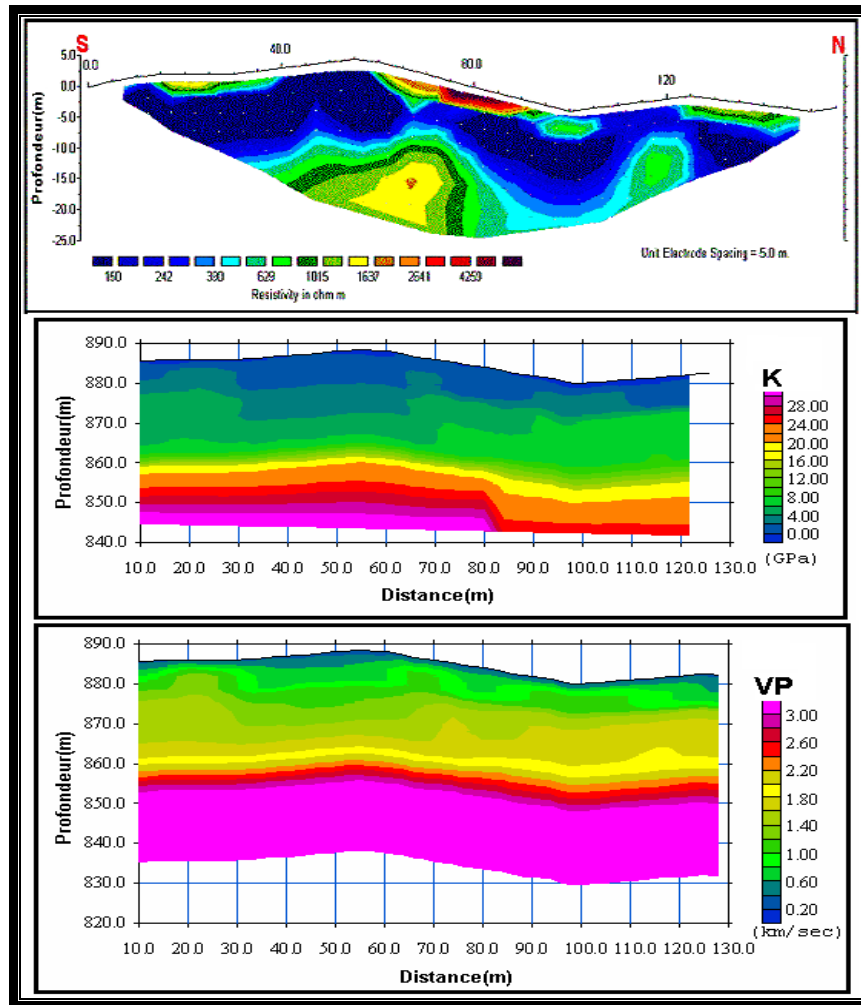 S N
5.0 0.0 40.0 80.0 120
0.0
-5.0
-10.0
-15.0
-20.0
-25.0
Profondeur(m)
150 242 390 629 1015 1637 2641 4259
Resistivity in ohm m
Unit Electrode Spacing = 5.0 m.
890.0
880.0
870.0
860.0
850.0
840.0
Profondeur(m)
10.0 20.0 30.0 40.0 50.0 60.0 70.0 80.0 90.0 100.0 110.0 120.0 130.0
Distance(m)
K
28.00
24.00
20.00
16.00
12.00
8.00
4.00
0.00
(GPa)
890.0
880.0
870.0
860.0
850.0
840.0
830.0
820.0
Profondeur(m)
10.0 20.0 30.0 40.0 50.0 60.0 70.0 80.0 90.0 100.0 110.0 120.0 130.0
Distance(m)
VP
3.00
2.60
2.20
1.80
1.40
1.00
0.60
0.20
(km/sec)